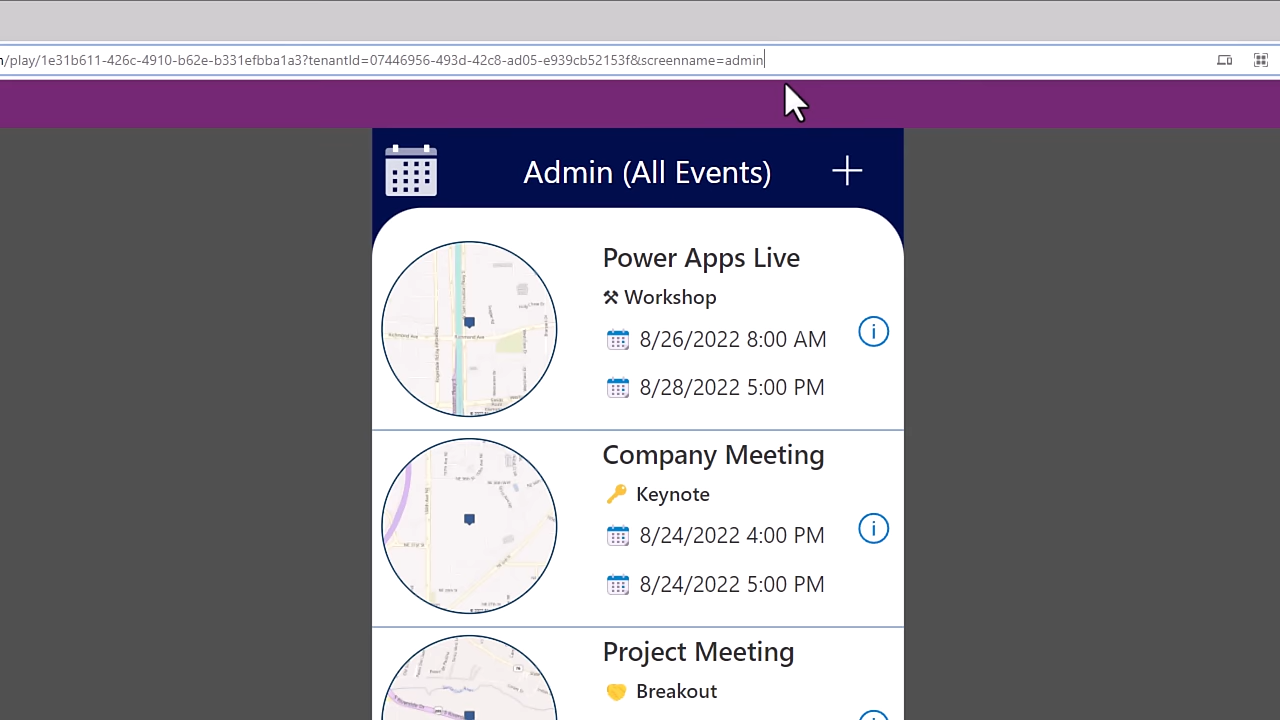 /play/1e31b611-426c-4910-b62e-b331efbba1a3?tenantId=07446956-493d-42c8-ad05-e939cb52153f&screenname=admin
Admin (All Events)
Power Apps Live
Workshop
8/26/2022 8:00 AM
8/28/2022 5:00 PM
Company Meeting
Keynote
8/24/2022 4:00 PM
8/24/2022 5:00 PM
Project Meeting
Breakout